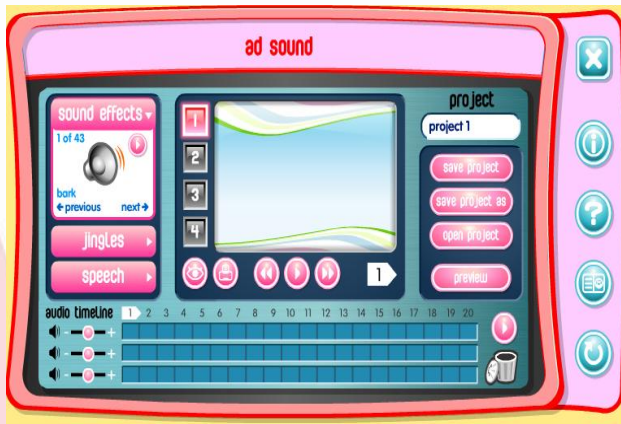 ad sound
sound effects
1 of 43
bark
previous next
jingles
speech
1
2
3
4
1
project
project 1
save project
save project as
open project
preview
audio timeline 1 2 3 4 5 6 7 8 9 10 11 12 13 14 15 16 17 18 19 20
- +
- +
- +